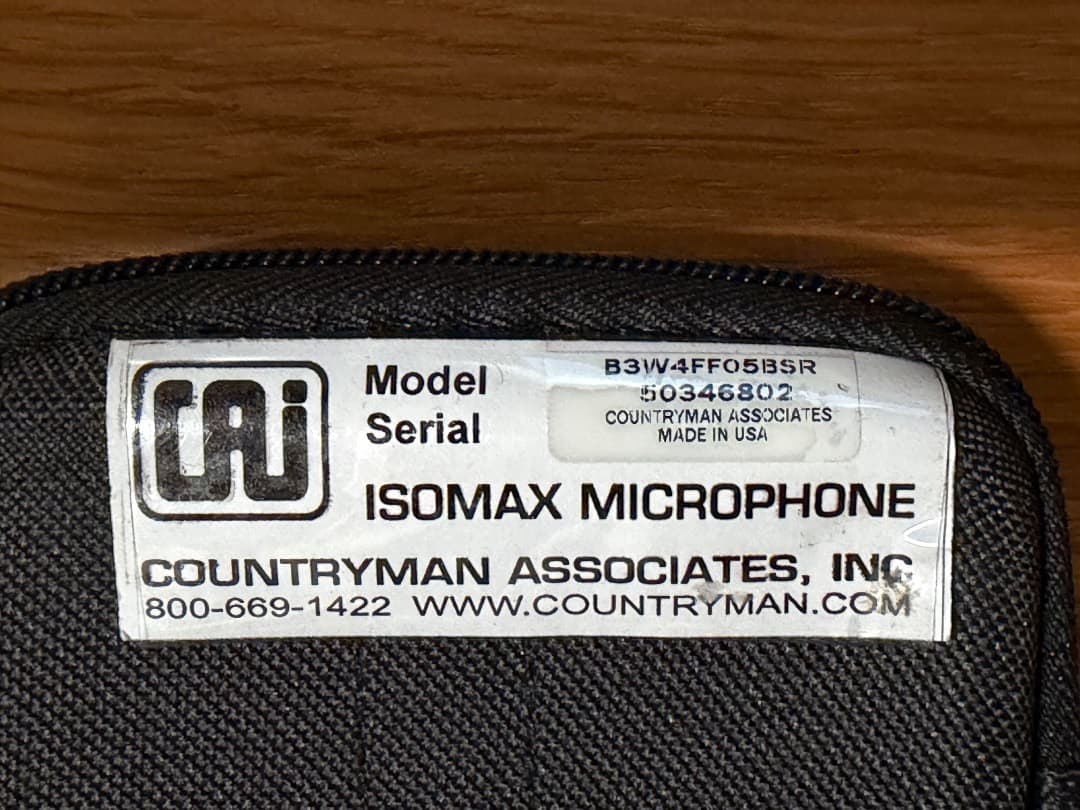 CAi
Model B3W4FF05BSR
Serial 50346802
COUNTRYMAN ASSOCIATES
MADE IN USA
ISOMAX MICROPHONE
COUNTRYMAN ASSOCIATES, INC.
800-669-1422 WWW.COUNTRYMAN.COM